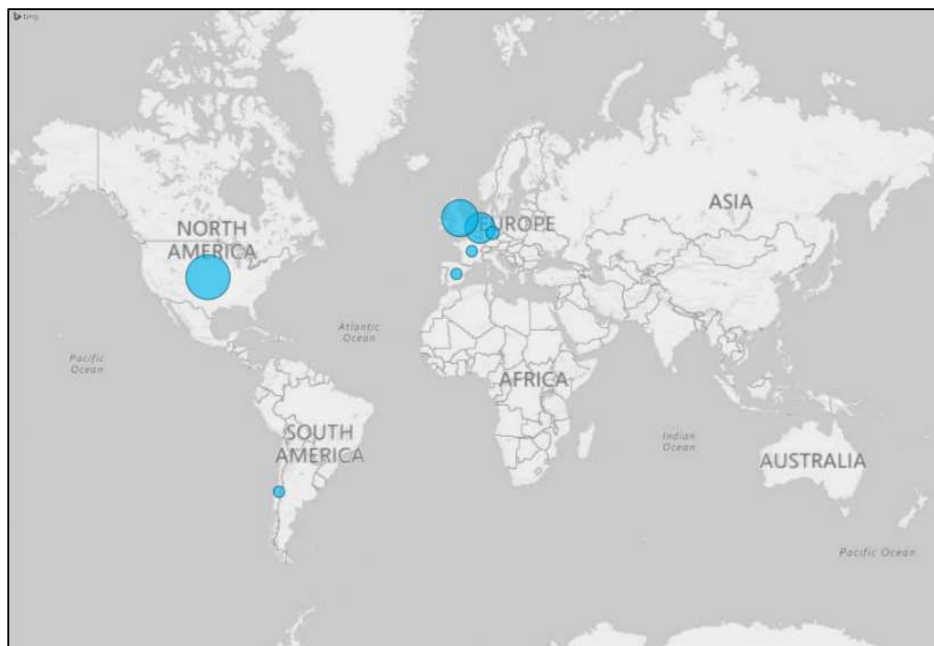 bing
NORTH
AMERICA
EUROPE
ASIA
Atlantic
Ocean
Pacific
Ocean
AFRICA
SOUTH
AMERICA
Indian
Ocean
AUSTRALIA
Pacific Ocean